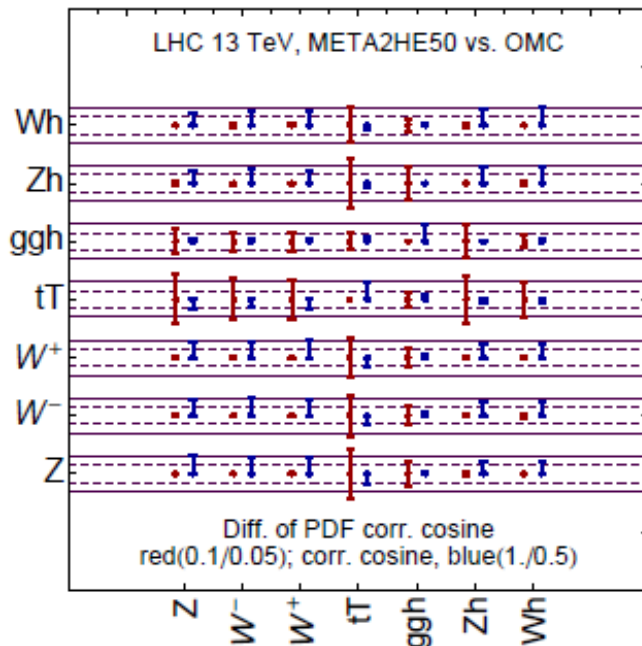 LHC 13 TeV, META2HE50 vs. OMC
Wh
Zh
ggh
tT
W+
W−
Z
Diff. of PDF corr. cosine
red(0.1/0.05); corr. cosine, blue(1./0.5)
Z W− W+ tT ggh Zh Wh